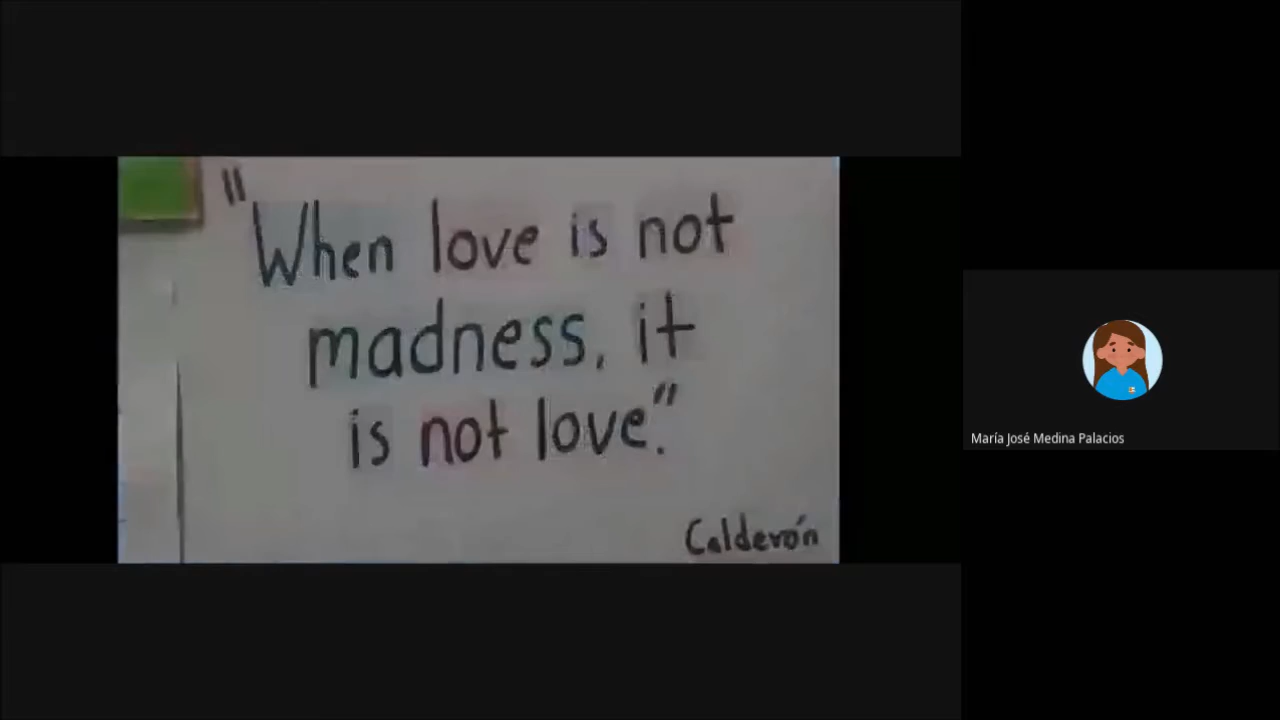 "When love is not
madness, it
is not love".
Calderón
María José Medina Palacios